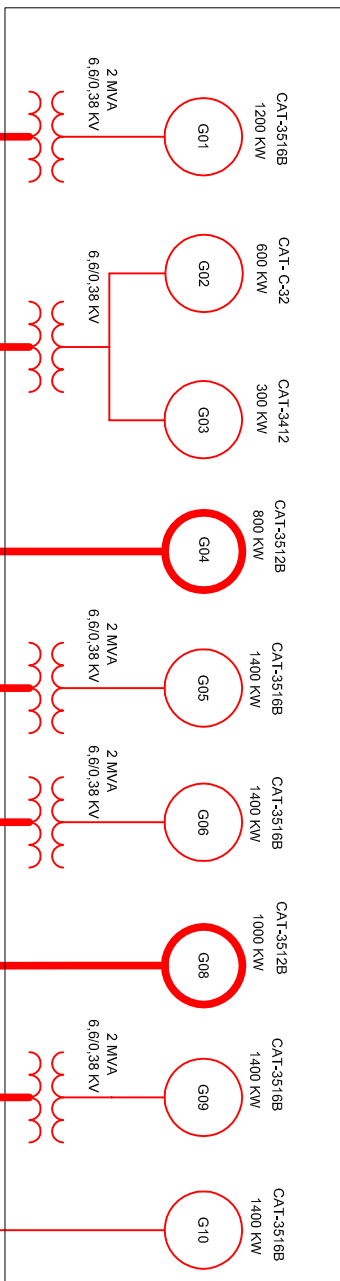 CAT-3516B
1200 KW
G01
2 MVA
6,6/0,38 KV
CAT- C-32
600 KW
G02
CAT-3412
300 KW
G03
6,6/0,38 KV
CAT-3512B
800 KW
G04
CAT-3516B
1400 KW
G05
2 MVA
6,6/0,38 KV
CAT-3516B
1400 KW
G06
2 MVA
6,6/0,38 KV
CAT-3512B
1000 KW
G08
CAT-3516B
1400 KW
G09
2 MVA
6,6/0,38 KV
CAT-3516B
1400 KW
G10